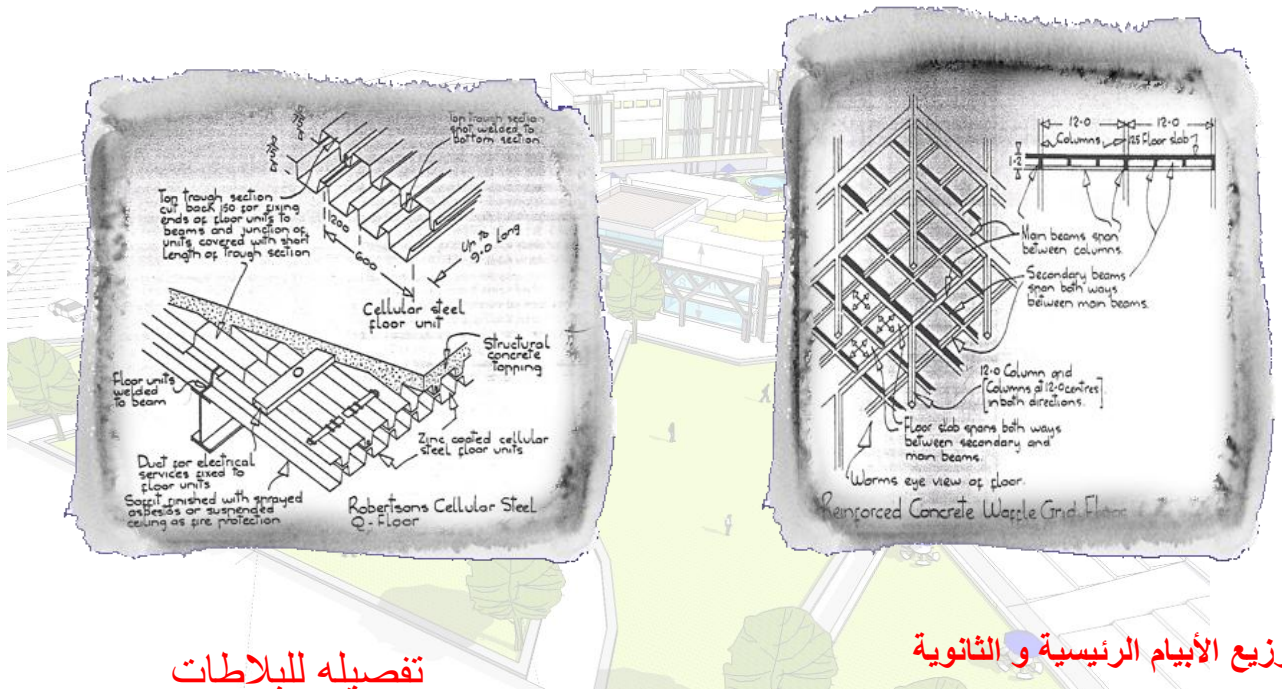 Top trough section
spot welded to
bottom section
Top trough section
cut back 150 for fixing
ends of floor units to
beams and junction of
units covered with short
length of trough section
200
600
Up to
9.0 long
Cellular steel
floor unit
Structural
concrete
topping
Floor units
welded
to beam
Zinc coated cellular
steel floor units
Duct for electrical
services fixed to
floor units
Soffit finished with sprayed
asbestos or suspended
ceiling as fire protection
Robertsons Cellular Steel
Q-Floor
تفصيله للبلاطات
12·0 12·0
Columns 125 Floor slab
1·2
Main beams span
between columns.
Secondary beams
span both ways
between main beams.
12·0 Column grid
[Columns at 12·0 centres]
in both directions.
Floor slab spans both ways
between secondary and
main beams.
Worms eye view of floor.
Reinforced Concrete Waffle Grid Floor
الأبيام الرئيسية و الثانوية